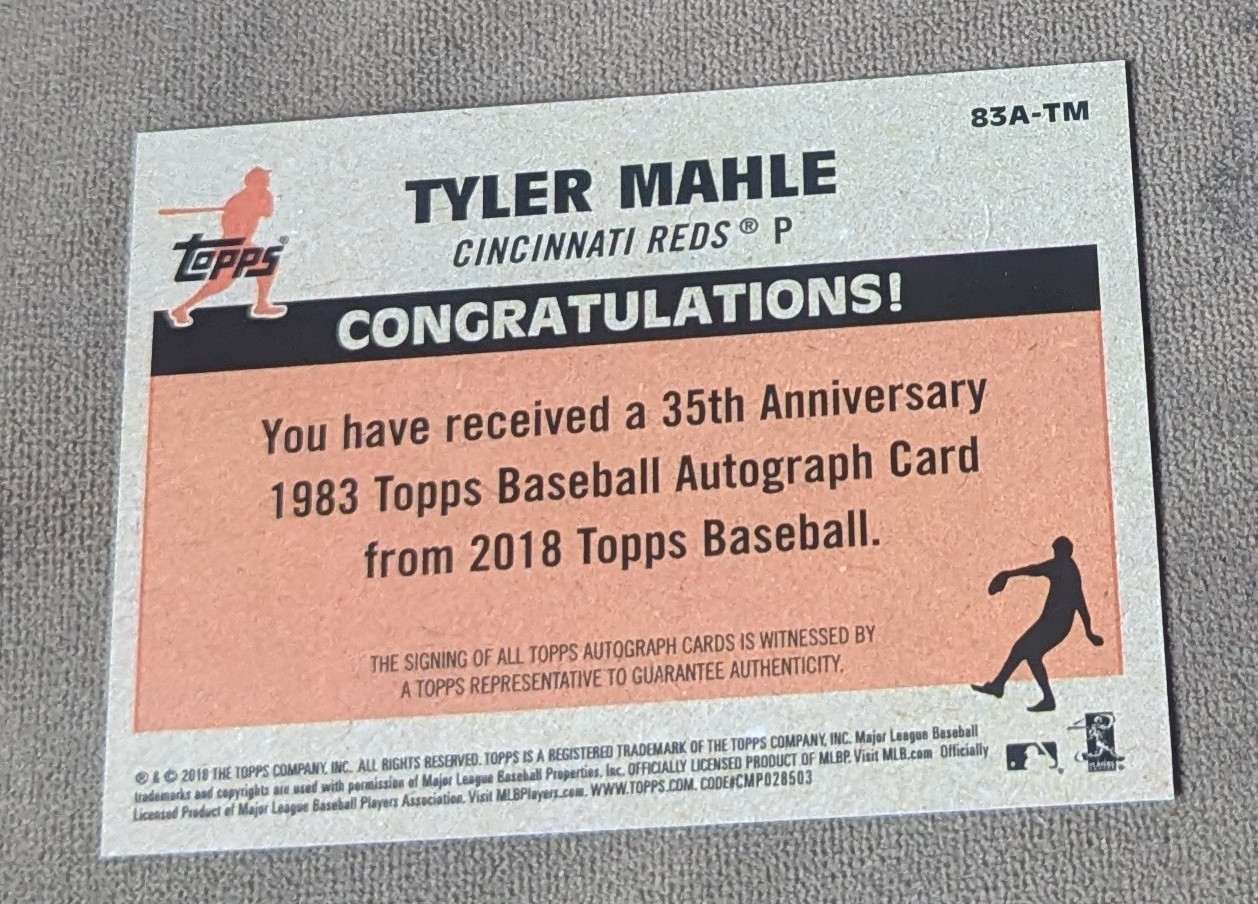 83A-TM
TYLER MAHLE
CINCINNATI REDS® P
Topps®
CONGRATULATIONS!
You have received a 35th Anniversary
1983 Topps Baseball Autograph Card
from 2018 Topps Baseball.
THE SIGNING OF ALL TOPPS AUTOGRAPH CARDS IS WITNESSED BY
A TOPPS REPRESENTATIVE TO GUARANTEE AUTHENTICITY.
® & © 2018 THE TOPPS COMPANY, INC. ALL RIGHTS RESERVED. TOPPS IS A REGISTERED TRADEMARK OF THE TOPPS COMPANY, INC. Major League Baseball
trademarks and copyrights are used with permission of Major League Baseball Properties, Inc. OFFICIALLY LICENSED PRODUCT OF MLBP. Visit MLB.com Officially
Licensed Product of Major League Baseball Players Association. Visit MLBPlayers.com. WWW.TOPPS.COM. CODE#CMP028503